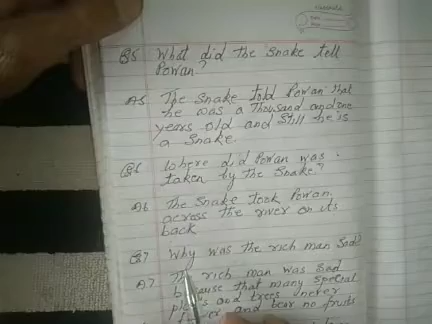 Q5 What did the Snake tell
Powan?
A5 The Snake told Powan that
he was a Thousand and one
years old and Still he is
a Snake.
Q6 Where did Powan was
taken by the Snake?
A6 The Snake took Powan
across the river on its
back
Q7 Why was the rich man Sad?
A7 The rich man was Sad
because that many special
plants and trees never
flower and bear no fruits